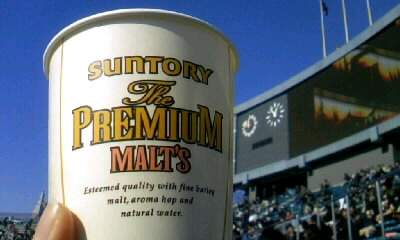 SUNTORY
The
PREMIUM
MALT'S
Esteemed quality with fine barley
malt, aroma hop and
natural water.